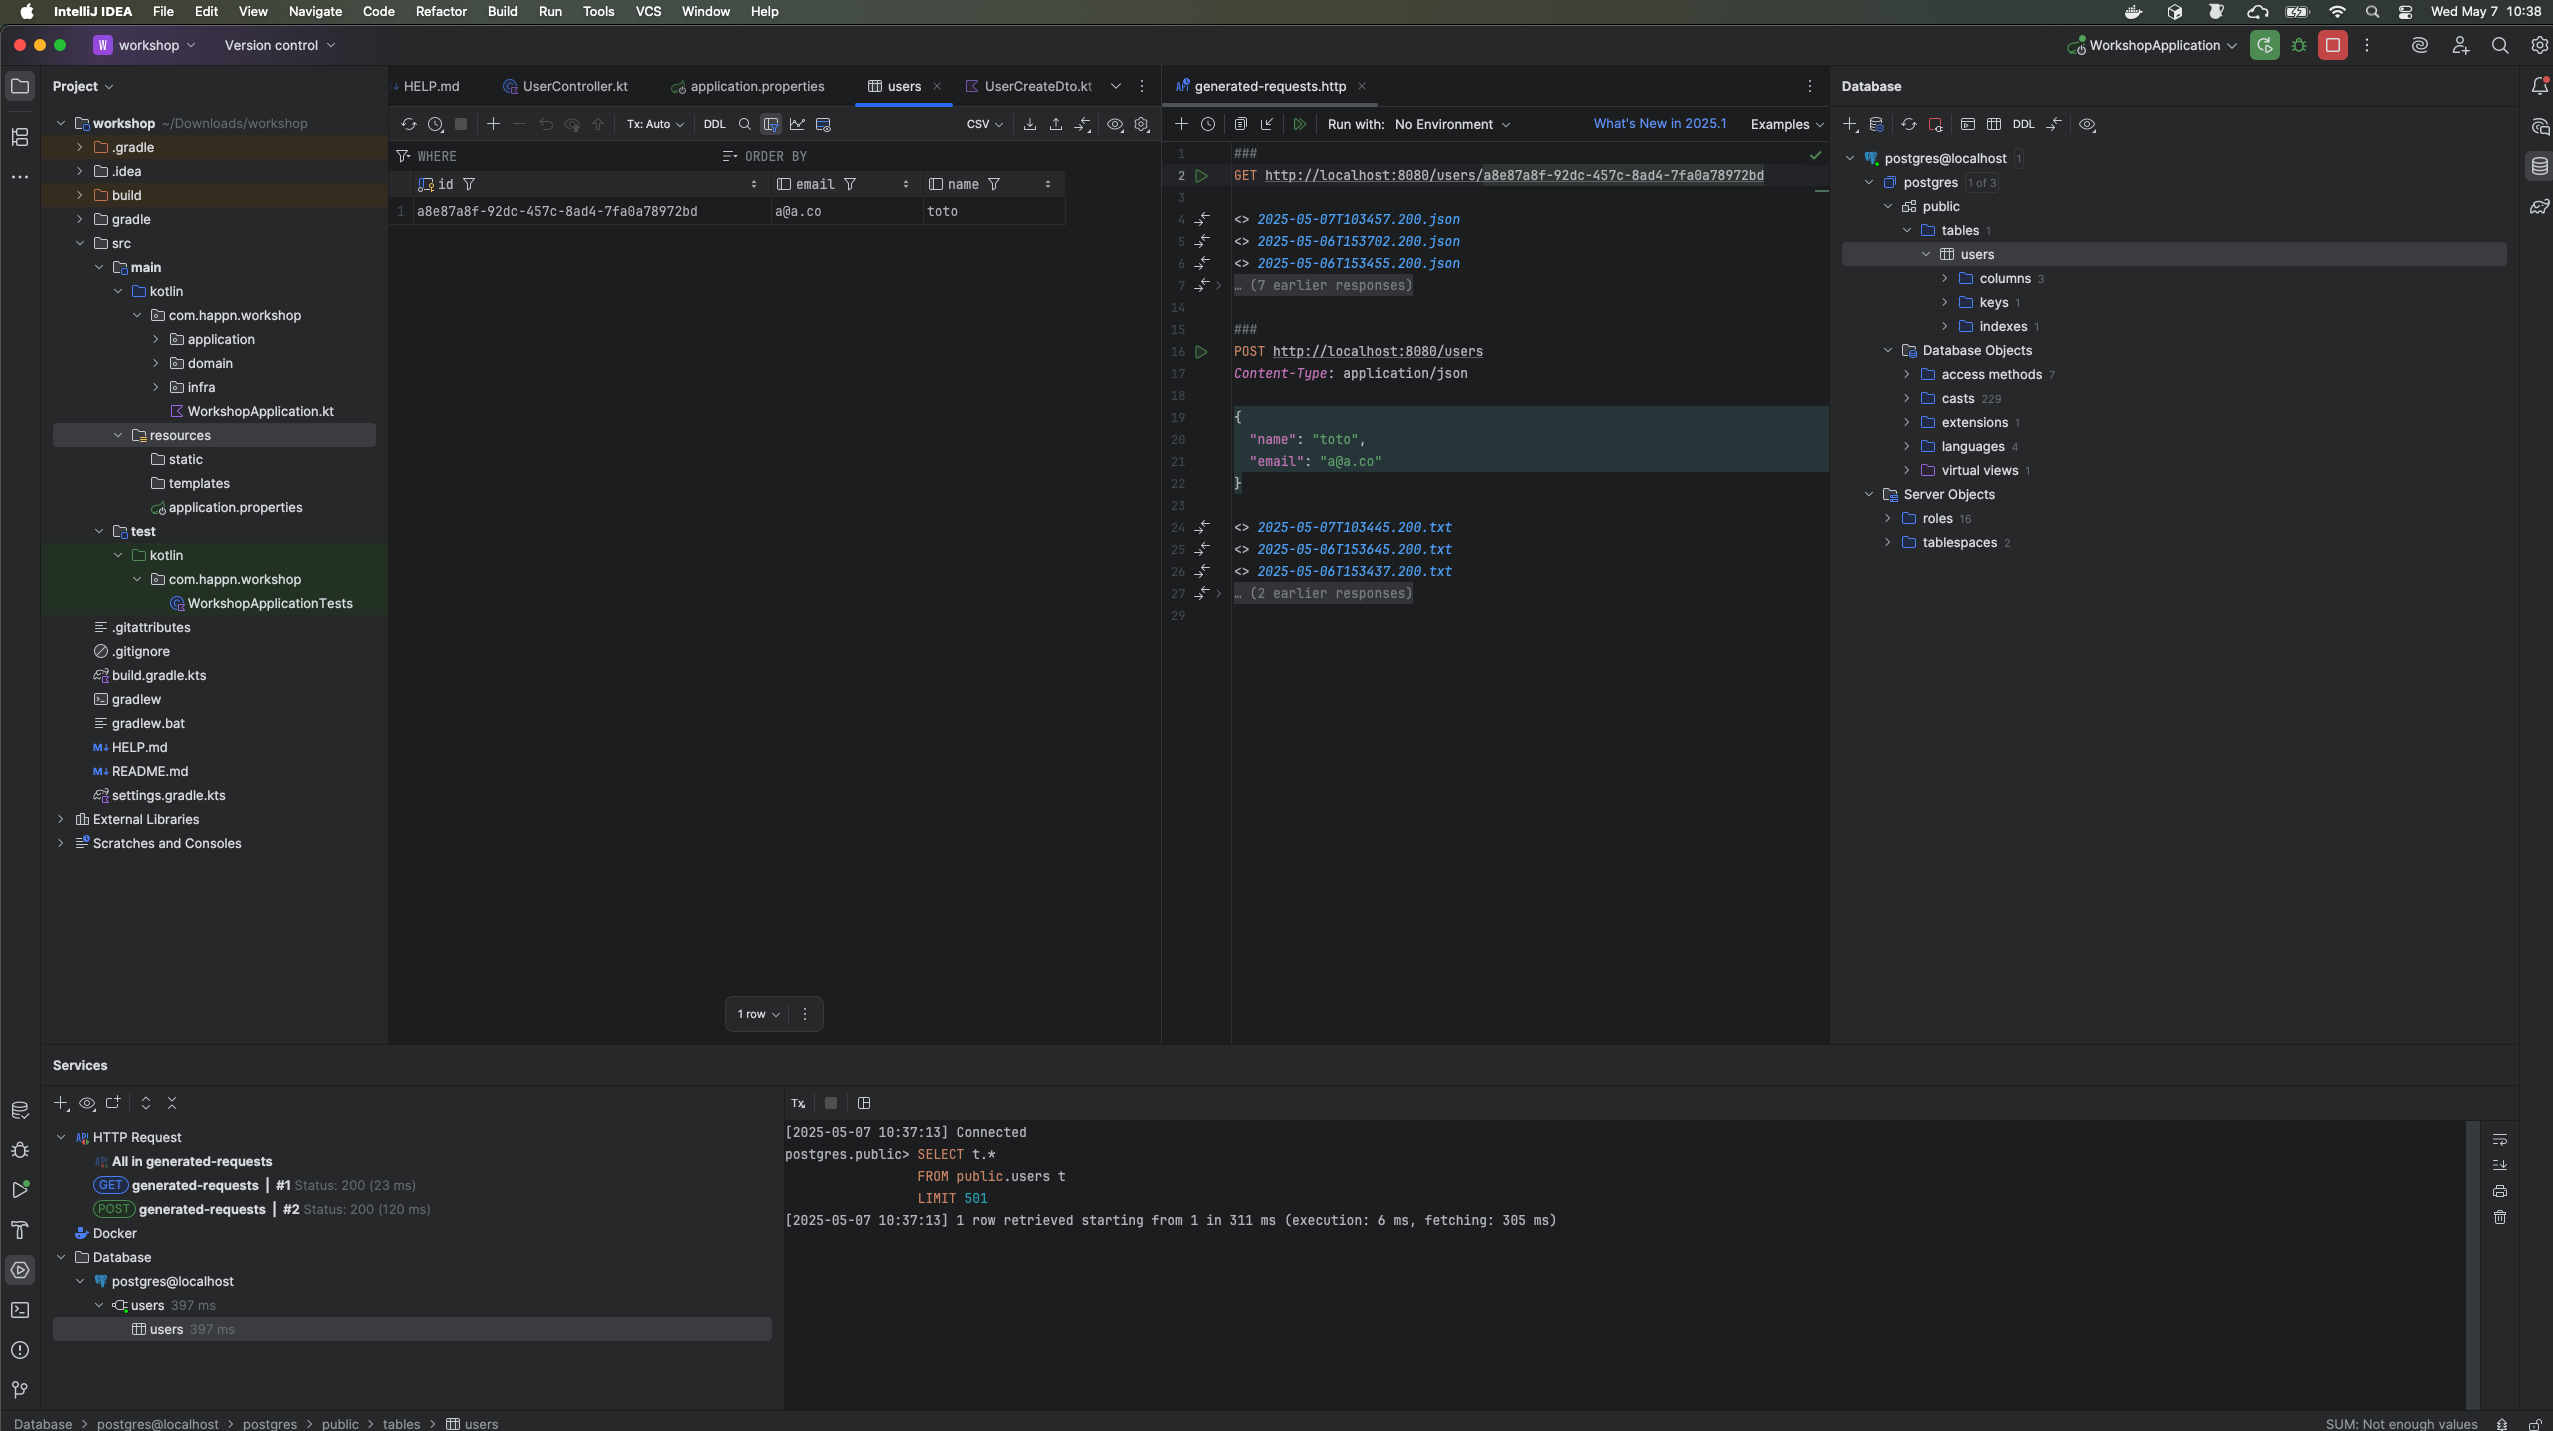 IntelliJ IDEA File Edit View Navigate Code Refactor Build Run Tools VCS Window Help Wed May 7 10:38
W workshop Version control WorkshopApplication
Project
workshop ~/Downloads/workshop
.gradle
.idea
build
gradle
src
main
kotlin
com.happn.workshop
application
domain
infra
WorkshopApplication.kt
resources
static
templates
application.properties
test
kotlin
com.happn.workshop
WorkshopApplicationTests
.gitattributes
.gitignore
build.gradle.kts
gradlew
gradlew.bat
M↓ HELP.md
M↓ README.md
settings.gradle.kts
External Libraries
Scratches and Consoles
HELP.md UserController.kt application.properties users UserCreateDto.kt
Tx: Auto DDL CSV
WHERE ORDER BY
id email name
1 a8e87a8f-92dc-457c-8ad4-7fa0a78972bd a@a.co toto
1 row
API generated-requests.http
Run with: No Environment What's New in 2025.1 Examples
1 ###
2 GET http://localhost:8080/users/a8e87a8f-92dc-457c-8ad4-7fa0a78972bd
3
4 <> 2025-05-07T103457.200.json
5 <> 2025-05-06T153702.200.json
6 <> 2025-05-06T153455.200.json
7 … (7 earlier responses)
14
15 ###
16 POST http://localhost:8080/users
17 Content-Type: application/json
18
19 {
20 "name": "toto",
21 "email": "a@a.co"
22 }
23
24 <> 2025-05-07T103445.200.txt
25 <> 2025-05-06T153645.200.txt
26 <> 2025-05-06T153437.200.txt
27 … (2 earlier responses)
29
Database
DDL
postgres@localhost 1
postgres 1 of 3
public
tables 1
users
columns 3
keys 1
indexes 1
Database Objects
access methods 7
casts 229
extensions 1
languages 4
virtual views 1
Server Objects
roles 16
tablespaces 2
Services
API HTTP Request
API All in generated-requests
GET generated-requests | #1 Status: 200 (23 ms)
POST generated-requests | #2 Status: 200 (120 ms)
Docker
Database
postgres@localhost
users 397 ms
users 397 ms
Tx
[2025-05-07 10:37:13] Connected
postgres.public> SELECT t.*
FROM public.users t
LIMIT 501
[2025-05-07 10:37:13] 1 row retrieved starting from 1 in 311 ms (execution: 6 ms, fetching: 305 ms)
Database > postgres@localhost > postgres > public > tables > users SUM: Not enough values